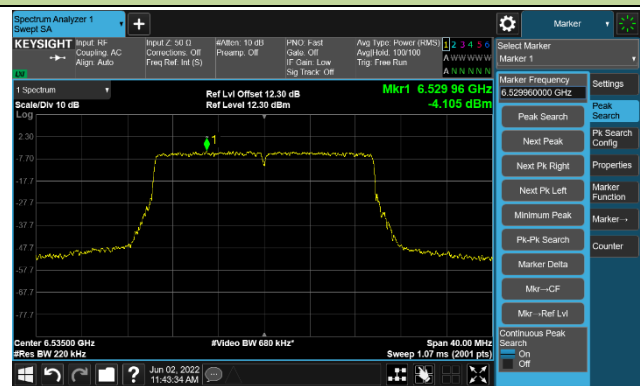 Spectrum Analyzer 1
Swept SA
Marker
KEYSIGHT
Input: RF
Coupling: AC
Align: Auto
Input Z: 50 Ω
Corrections: Off
Freq Ref: Int (S)
#Atten: 10 dB
Preamp: Off
PNO: Fast
Gate: Off
IF Gain: Low
Sig Track: Off
Avg Type: Power (RMS)
Avg|Hold: 100/100
Trig: Free Run
1 2 3 4 5 6
A W W W W W
A N N N N N
LW
Select Marker
Marker 1
1 Spectrum
Scale/Div 10 dB
Log
Ref Lvl Offset 12.30 dB
Ref Level 12.30 dBm
Mkr1 6.529 96 GHz
-4.105 dBm
1
2.30
-7.70
-17.7
-27.7
-37.7
-47.7
-57.7
-67.7
-77.7
Center 6.53500 GHz
#Res BW 220 kHz
#Video BW 680 kHz*
Span 40.00 MHz
Sweep 1.07 ms (2001 pts)
Marker Frequency
6.529960000 GHz
Peak Search
Next Peak
Next Pk Right
Next Pk Left
Minimum Peak
Pk-Pk Search
Marker Delta
Mkr→CF
Mkr→Ref Lvl
Continuous Peak
Search
On
Off
Settings
Peak
Search
Pk Search
Config
Properties
Marker
Function
Marker→
Counter
?
Jun 02, 2022
11:43:34 AM